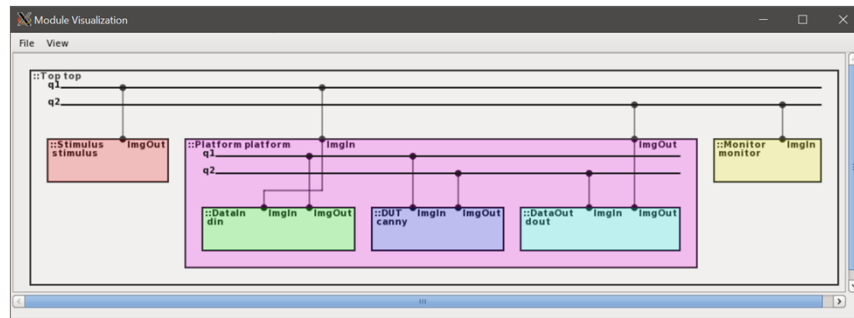 Module Visualization
File View
::Top top
q1
q2
::Stimulus ImgOut
stimulus
::Platform platform ImgIn ImgOut
::Monitor ImgIn
monitor
q1
q2
::DataIn ImgIn ImgOut
din
::DUT ImgIn ImgOut
canny
::DataOut ImgIn ImgOut
dout